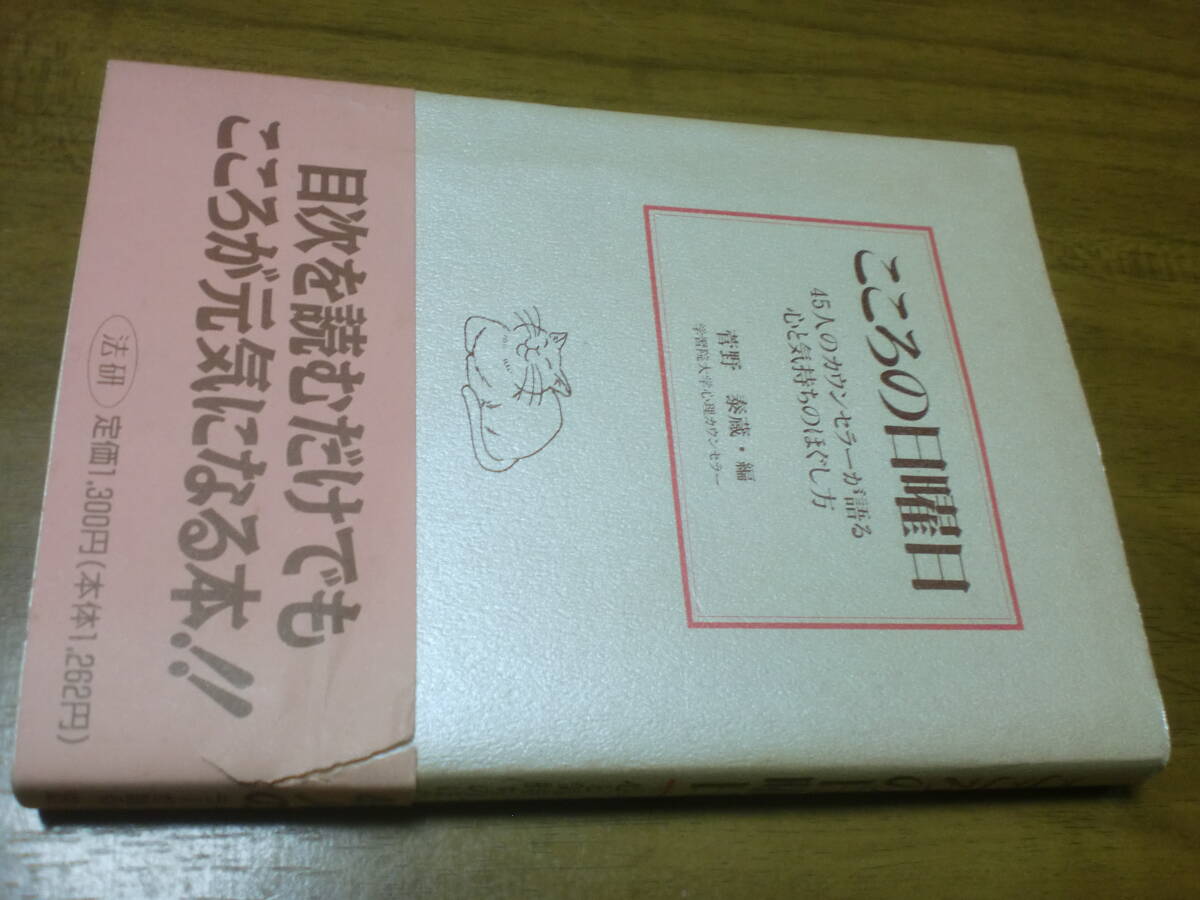 こころの日曜日
45人のカウンセラーが語る
心と気持ちのほぐし方
菅野 泰蔵・編
学習院大学心理カウンセラー
目次を読むだけでも
こころが元気になる本!!
法研 定価1,300円(本体1,262円)